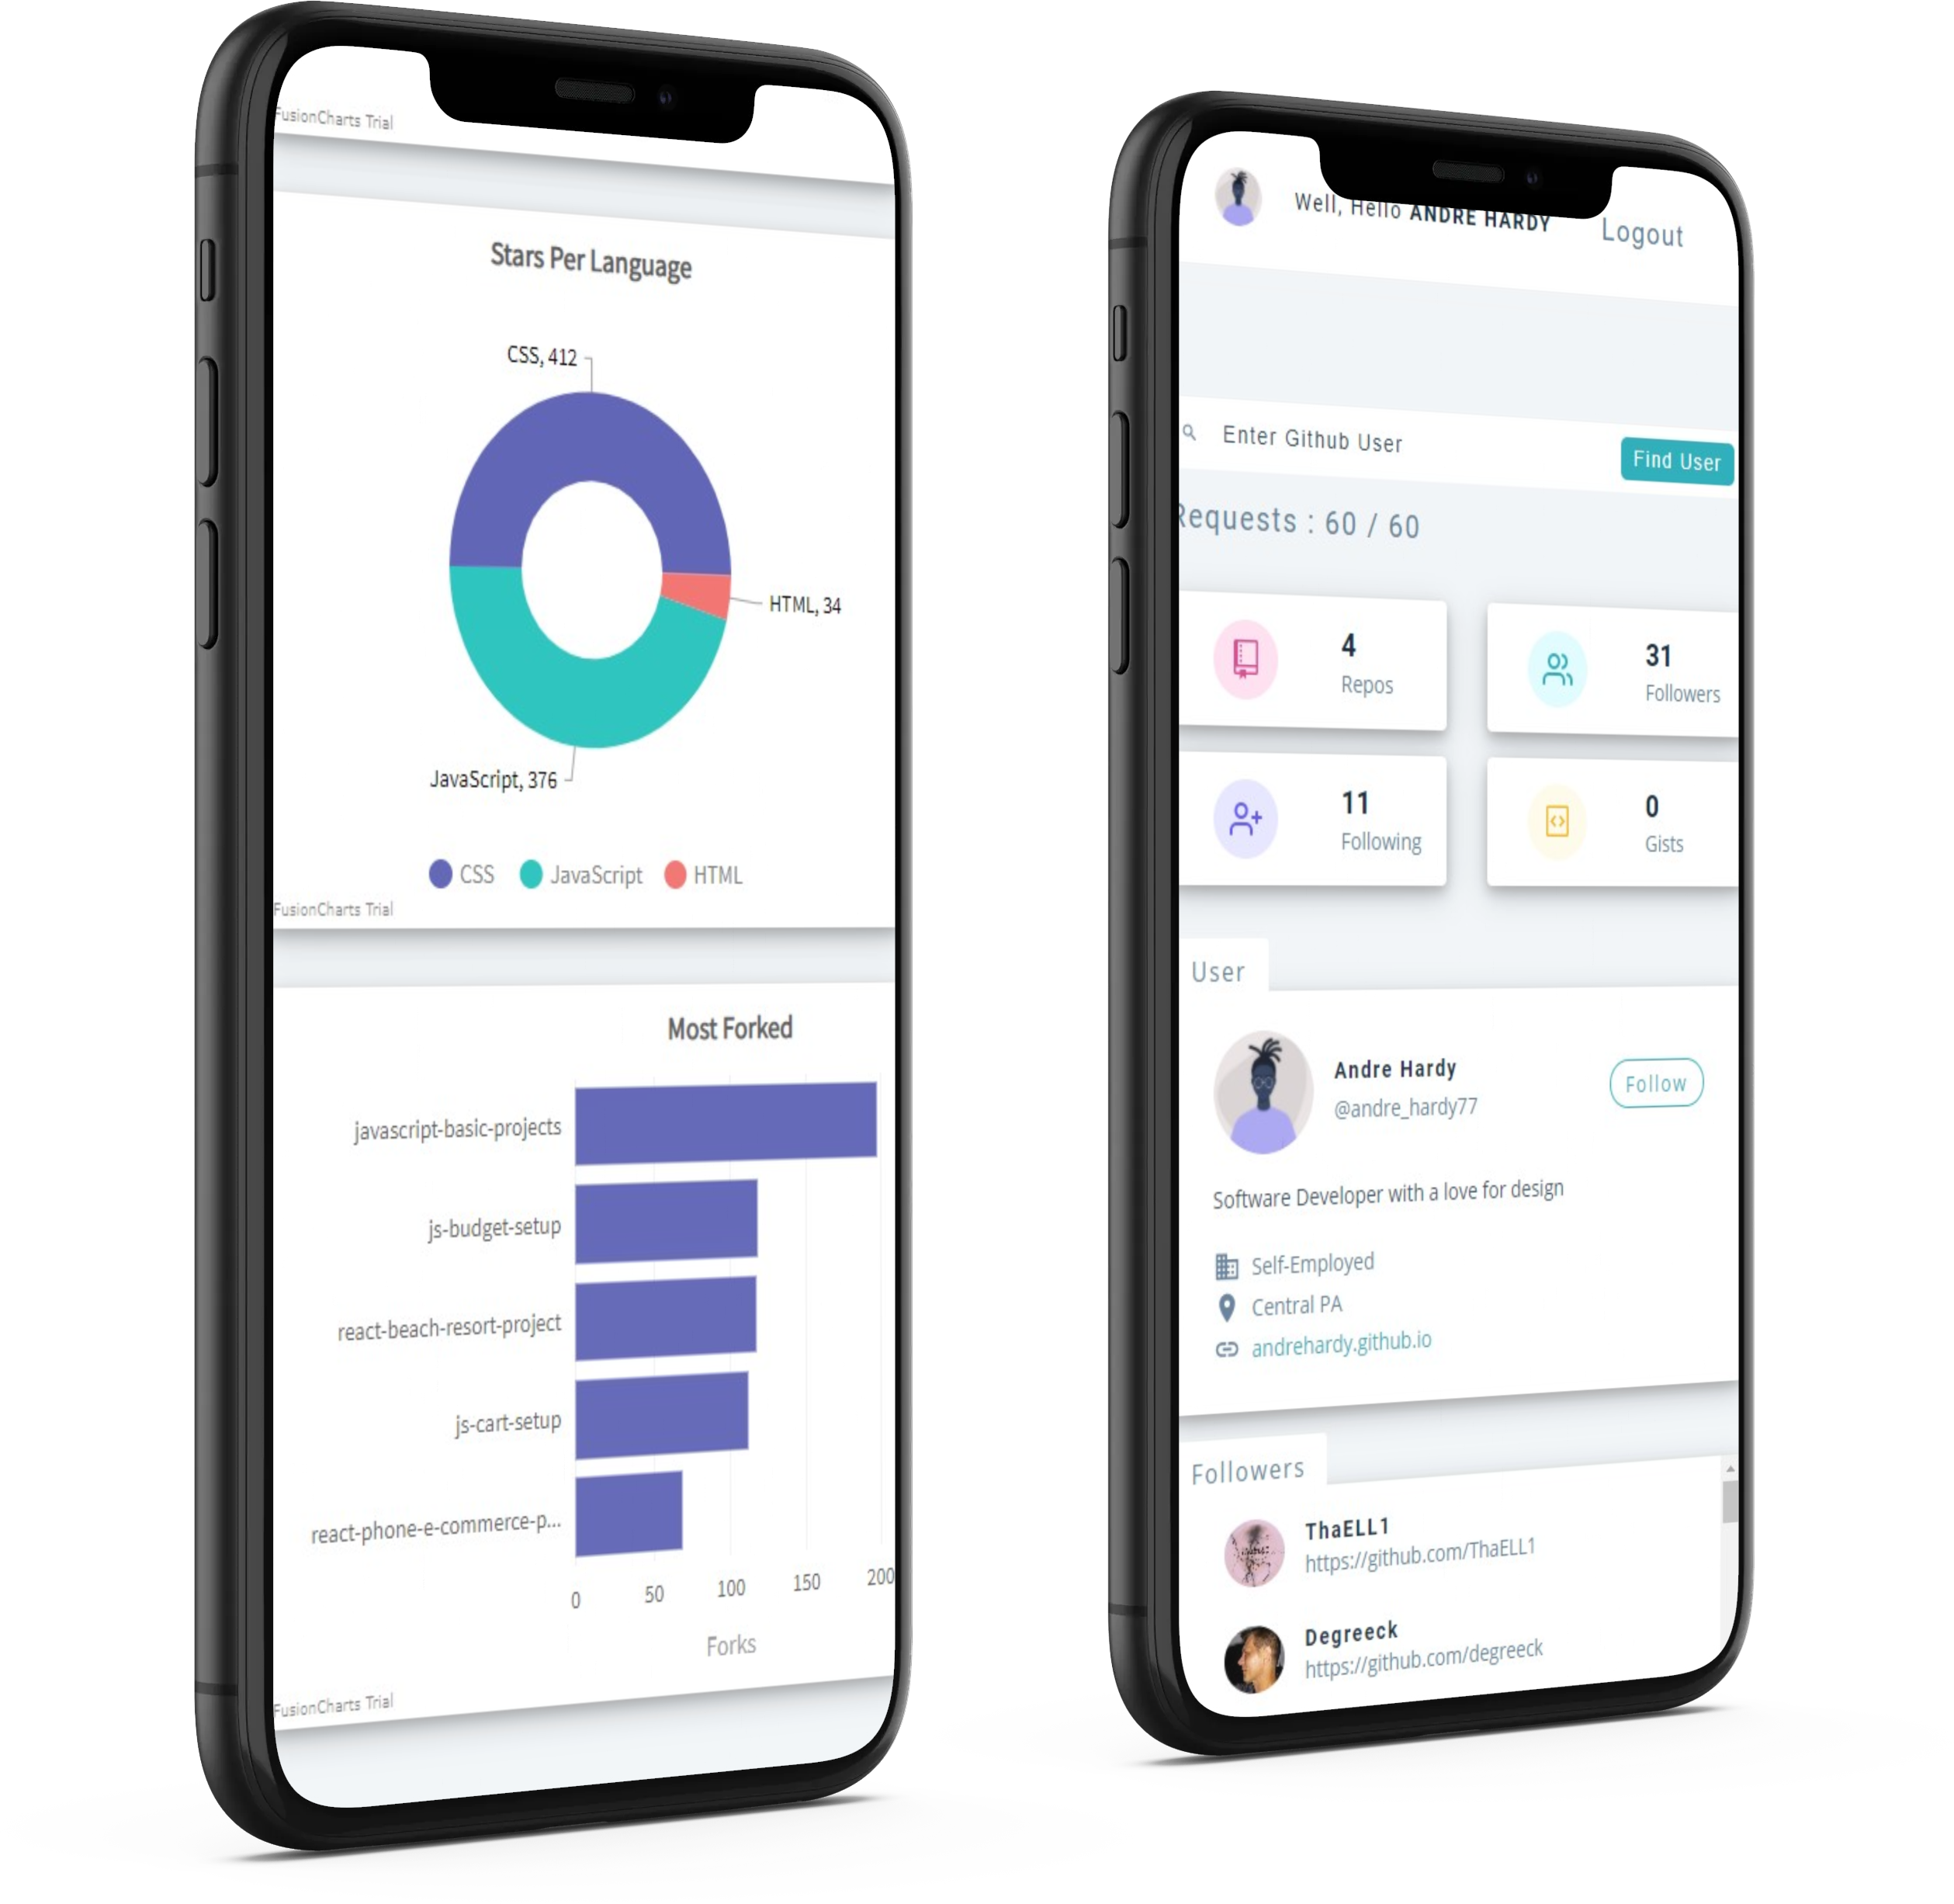 FusionCharts Trial
Stars Per Language
CSS, 412
HTML, 34
JavaScript, 376
CSS JavaScript HTML
FusionCharts Trial
Most Forked
javascript-basic-projects
js-budget-setup
react-beach-resort-project
js-cart-setup
react-phone-e-commerce-p...
0 50 100 150 200
Forks
FusionCharts Trial
Well, Hello ANDRE HARDY
Logout
Enter Github User
Find User
Requests : 60 / 60
4
Repos
31
Followers
11
Following
0
Gists
User
Andre Hardy
@andre_hardy77
Follow
Software Developer with a love for design
Self-Employed
Central PA
andrehardy.github.io
Followers
ThaELL1
https://github.com/ThaELL1
Degreeck
https://github.com/degreeck